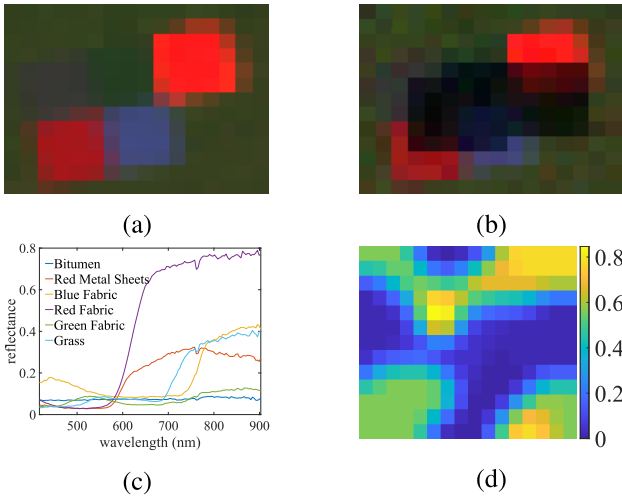 (a)
(b)
0.8
0.6
0.4
0.2
0
reflectance
Bitumen
Red Metal Sheets
Blue Fabric
Red Fabric
Green Fabric
Grass
500
600
700
800
900
wavelength (nm)
0.8
0.6
0.4
0.2
0
(c)
(d)